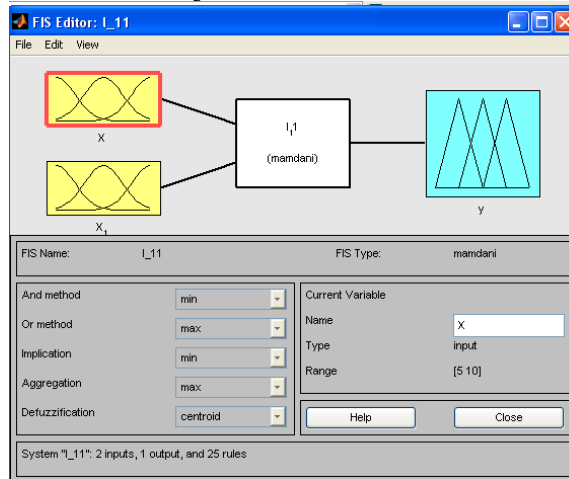 FIS Editor: I_11
File Edit View
X
X1
I11
(mamdani)
y
FIS Name: I_11 FIS Type: mamdani
And method min
Or method max
Implication min
Aggregation max
Defuzzification centroid
Current Variable
Name X
Type input
Range [5 10]
Help Close
System "I_11": 2 inputs, 1 output, and 25 rules